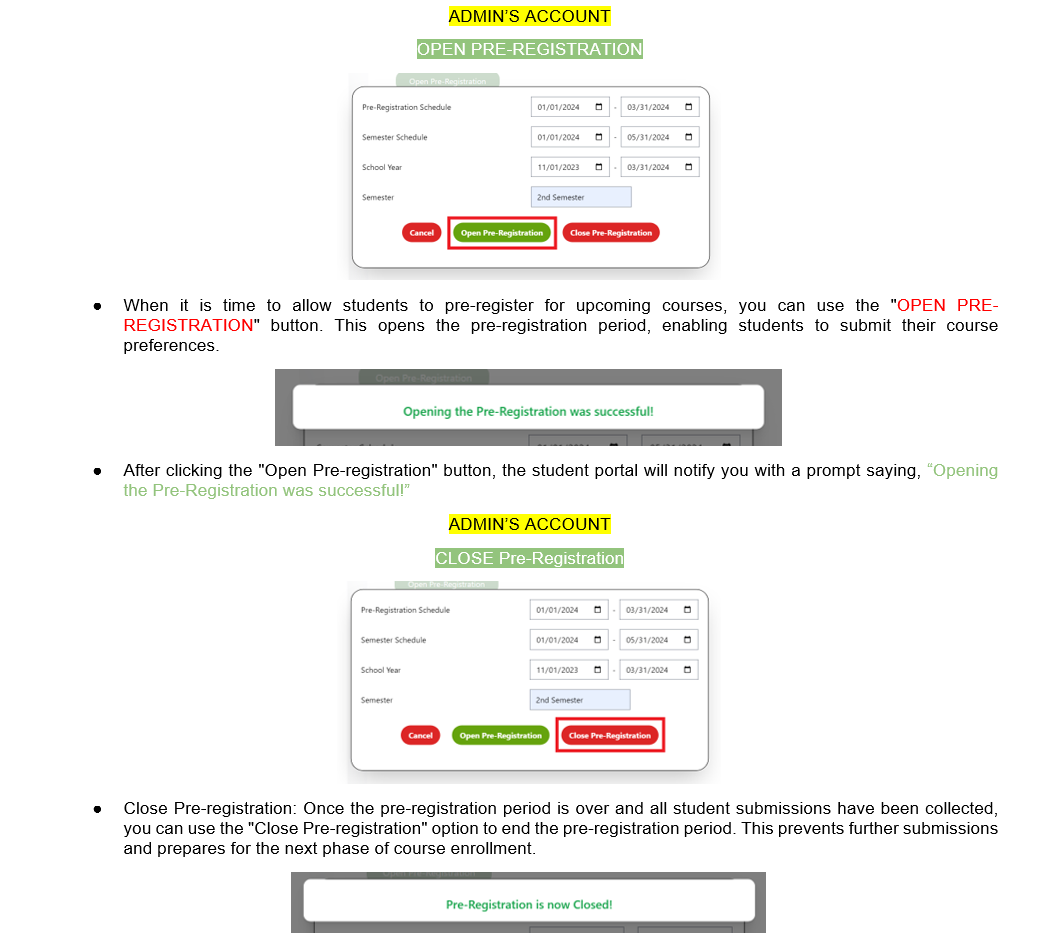 ADMIN'S ACCOUNT
OPEN PRE-REGISTRATION
Open Pre-Registration
Pre-Registration Schedule 01/01/2024 - 03/31/2024
Semester Schedule 01/01/2024 - 05/31/2024
School Year 11/01/2023 - 03/31/2024
Semester 2nd Semester
Cancel Open Pre-Registration Close Pre-Registration
● When it is time to allow students to pre-register for upcoming courses, you can use the "OPEN PRE-
REGISTRATION" button. This opens the pre-registration period, enabling students to submit their course
preferences.
Open Pre-Registration
Opening the Pre-Registration was successful!
● After clicking the "Open Pre-registration" button, the student portal will notify you with a prompt saying, “Opening
the Pre-Registration was successful!”
ADMIN'S ACCOUNT
CLOSE Pre-Registration
Open Pre-Registration
Pre-Registration Schedule 01/01/2024 - 03/31/2024
Semester Schedule 01/01/2024 - 05/31/2024
School Year 11/01/2023 - 03/31/2024
Semester 2nd Semester
Cancel Open Pre-Registration Close Pre-Registration
● Close Pre-registration: Once the pre-registration period is over and all student submissions have been collected,
you can use the "Close Pre-registration" option to end the pre-registration period. This prevents further submissions
and prepares for the next phase of course enrollment.
Open Pre-Registration
Pre-Registration is now Closed!